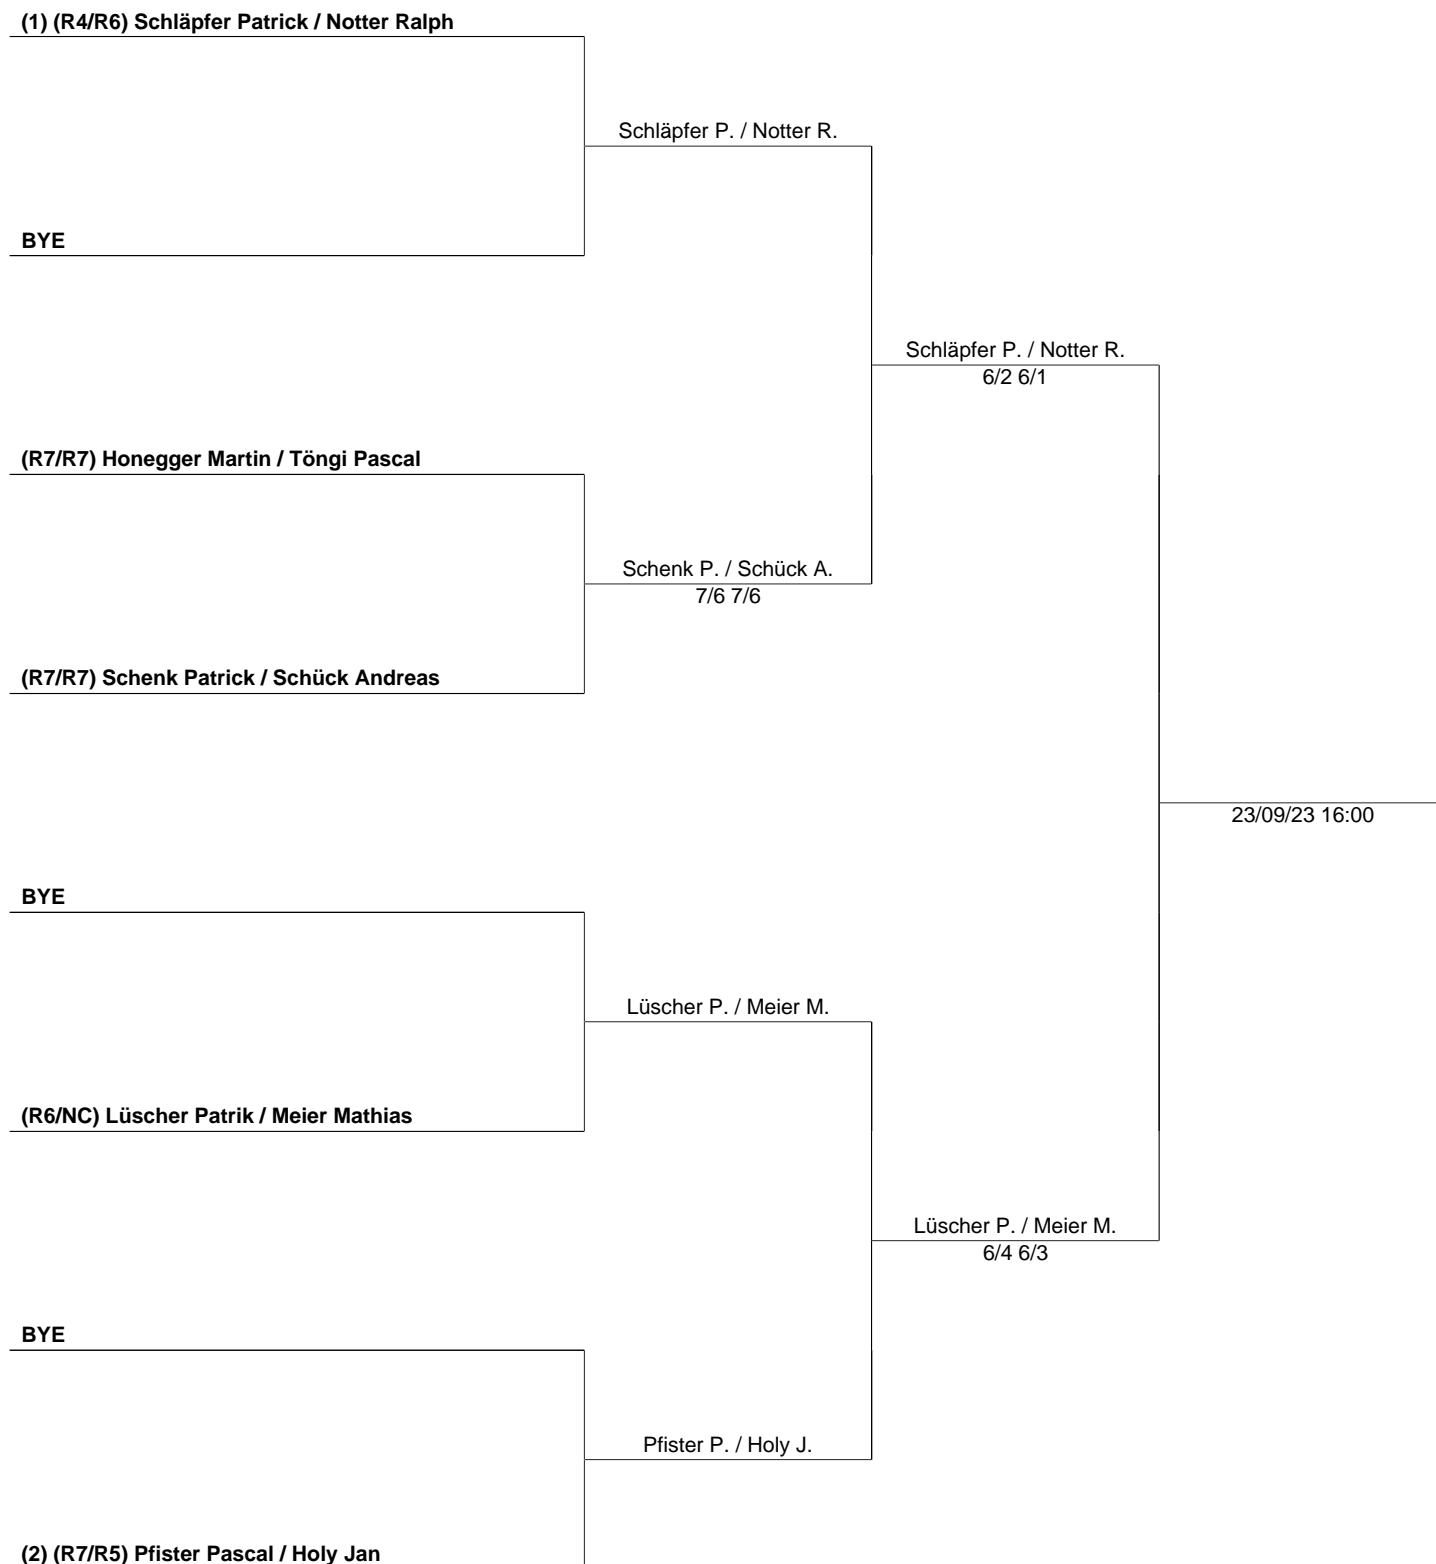 (1) (R4/R6) Schläpfer Patrick / Notter Ralph
Schläpfer P. / Notter R.
BYE
Schläpfer P. / Notter R.
6/2 6/1
(R7/R7) Honegger Martin / Töngi Pascal
Schenk P. / Schück A.
7/6 7/6
(R7/R7) Schenk Patrick / Schück Andreas
23/09/23 16:00
BYE
Lüscher P. / Meier M.
(R6/NC) Lüscher Patrik / Meier Mathias
Lüscher P. / Meier M.
6/4 6/3
BYE
Pfister P. / Holy J.
(2) (R7/R5) Pfister Pascal / Holy Jan